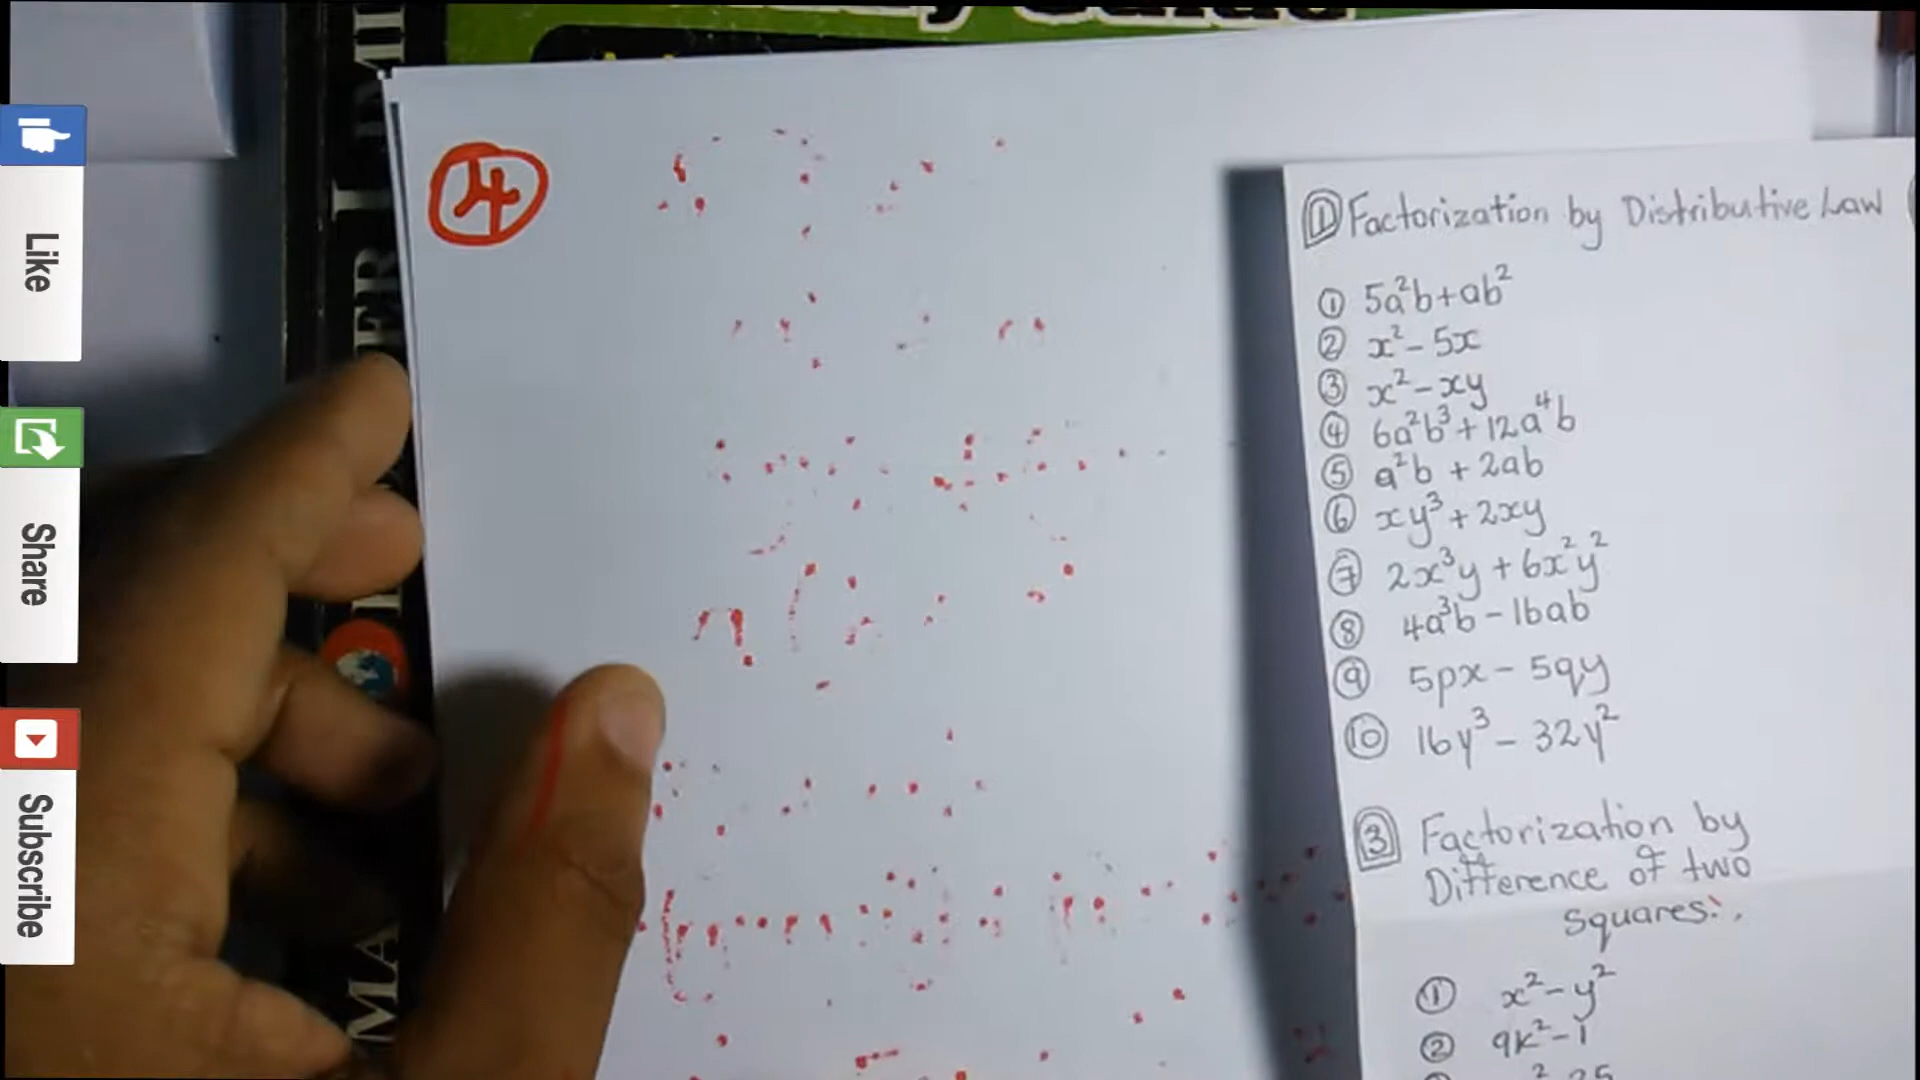 Like
Share
Subscribe
MA
4
1 Factorization by Distributive Law
① 5a²b+ab²
② x²-5x
③ x²-xy
④ 6a²b³+12a⁴b
⑤ a²b + 2ab
⑥ xy³+2xy
⑦ 2x³y+6x²y²
⑧ 4a³b-16ab
⑨ 5px-5qy
⑩ 16y³-32y²
3 Factorization by
Difference of two
squares:.
① x²-y²
② 9k²-1